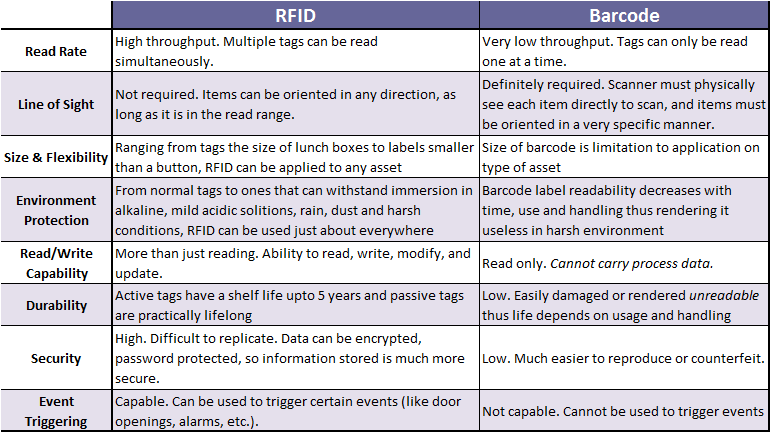 RFID Barcode
Read Rate
High throughput. Multiple tags can be read
simultaneously.
Very low throughput. Tags can only be read
one at a time.
Line of Sight
Not required. Items can be oriented in any direction, as
long as it is in the read range.
Definitely required. Scanner must physically
see each item directly to scan, and items must
be oriented in a very specific manner.
Size & Flexibility
Ranging from tags the size of lunch boxes to labels smaller
than a button, RFID can be applied to any asset
Size of barcode is limitation to application on
type of asset
Environment
Protection
From normal tags to ones that can withstand immersion in
alkaline, mild acidic solitions, rain, dust and harsh
conditions, RFID can be used just about everywhere
Barcode label readability decreases with
time, use and handling thus rendering it
useless in harsh environment
Read/Write
Capability
More than just reading. Ability to read, write, modify, and
update.
Read only. Cannot carry process data.
Durability
Active tags have a shelf life upto 5 years and passive tags
are practically lifelong
Low. Easily damaged or rendered unreadable
thus life depends on usage and handling
Security
High. Difficult to replicate. Data can be encrypted,
password protected, so information stored is much more
secure.
Low. Much easier to reproduce or counterfeit.
Event
Triggering
Capable. Can be used to trigger certain events (like door
openings, alarms, etc.).
Not capable. Cannot be used to trigger events